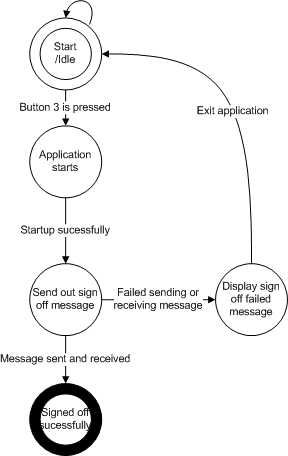 Start
/Idle
Button 3 is pressed
Exit application
Application
starts
Startup sucessfully
Send out sign
off message
Failed sending or
receiving message
Display sign
off failed
message
Message sent and received
Signed off
sucessfully